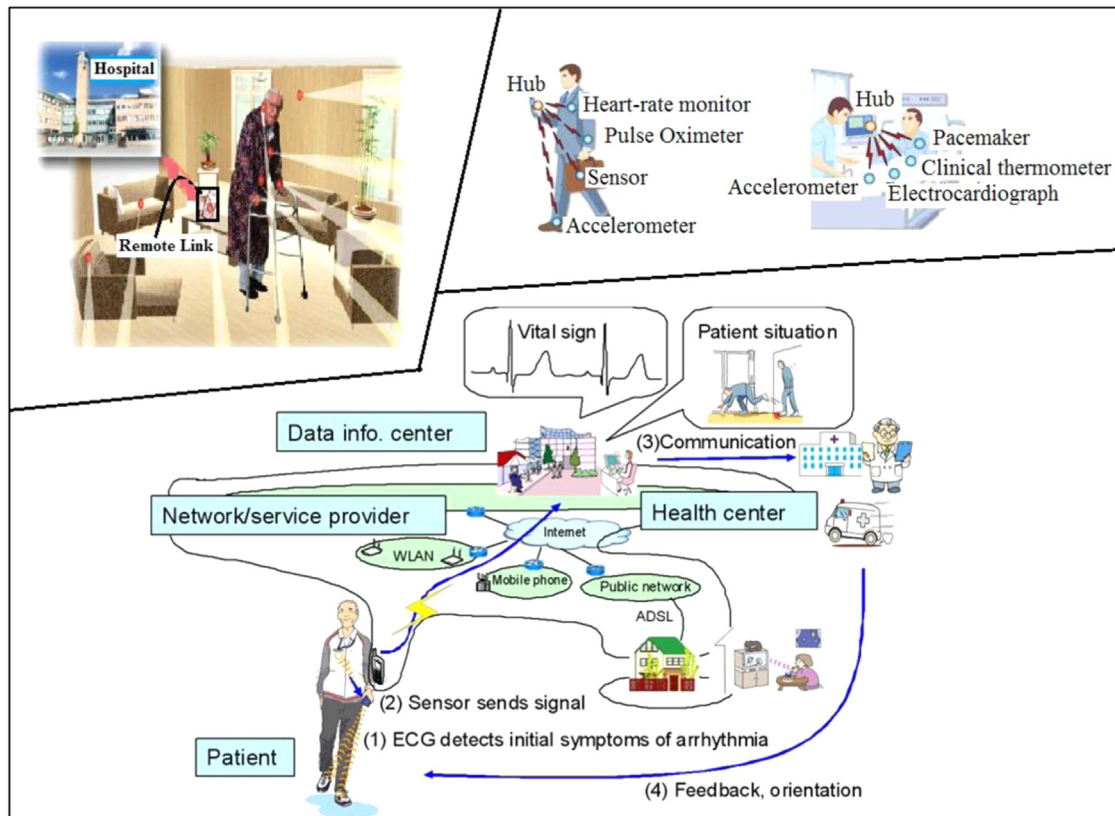 Hospital
Remote Link
Hub
Heart-rate monitor
Pulse Oximeter
Sensor
Accelerometer
Hub
Pacemaker
Clinical thermometer
Accelerometer
Electrocardiograph
Vital sign
Patient situation
Data info. center
(3)Communication
Network/service provider
Health center
Internet
WLAN
Mobile phone
Public network
ADSL
(2) Sensor sends signal
(1) ECG detects initial symptoms of arrhythmia
Patient
(4) Feedback, orientation